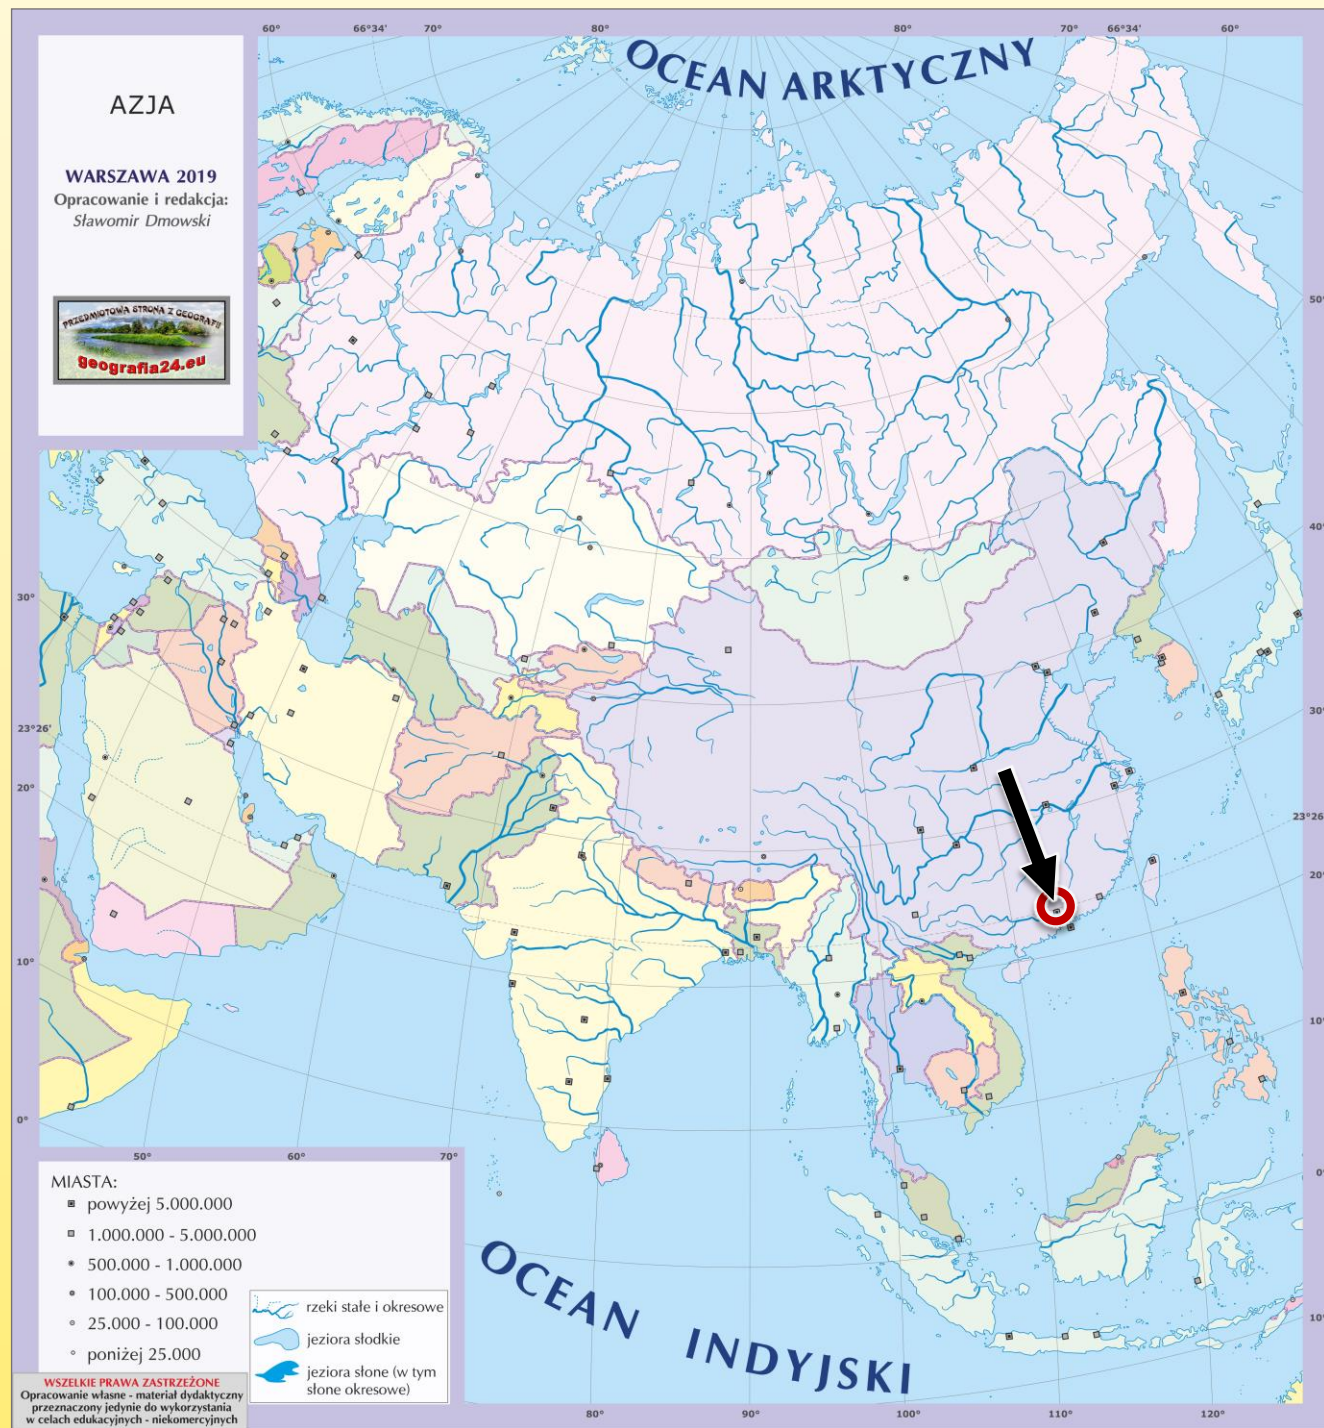 60°
66°34'
70°
80°
80°
70°
66°34'
60°
AZJA
WARSZAWA 2019
Opracowanie i redakcja:
Sławomir Dmowski
PRZEDMIOTOWA STRONA Z GEOGRAFII
geografia24.eu
OCEAN ARKTYCZNY
50°
40°
30°
30°
23°26'
23°26'
20°
20°
10°
10°
0°
0°
10°
50°
60°
70°
MIASTA:
powyżej 5.000.000
1.000.000 - 5.000.000
500.000 - 1.000.000
100.000 - 500.000
25.000 - 100.000
poniżej 25.000
rzeki stałe i okresowe
jeziora słodkie
jeziora słone (w tym
słone okresowe)
OCEAN INDYJSKI
WSZELKIE PRAWA ZASTRZEŻONE
Opracowanie własne - materiał dydaktyczny
przeznaczony jedynie do wykorzystania
w celach edukacyjnych - niekomercyjnych
80°
90°
100°
110°
120°